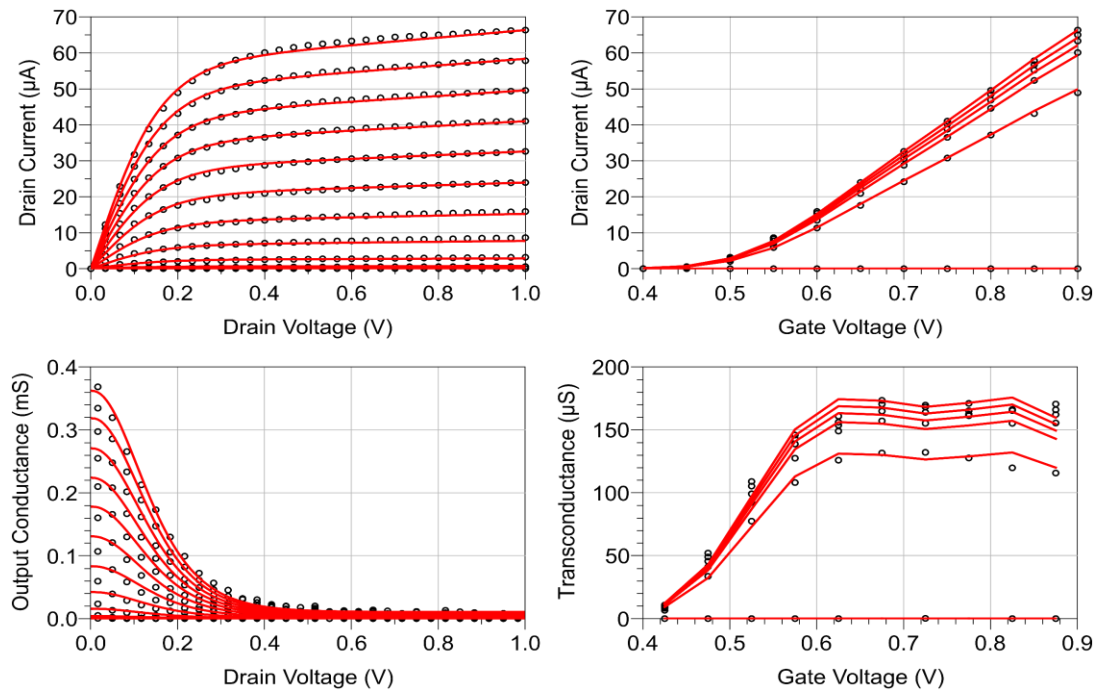 Drain Current (µA)
70
60
50
40
30
20
10
0
0.0 0.2 0.4 0.6 0.8 1.0
Drain Voltage (V)
Drain Current (µA)
70
60
50
40
30
20
10
0
0.4 0.5 0.6 0.7 0.8 0.9
Gate Voltage (V)
Output Conductance (mS)
0.4
0.3
0.2
0.1
0.0
0.0 0.2 0.4 0.6 0.8 1.0
Drain Voltage (V)
Transconductance (µS)
200
150
100
50
0
0.4 0.5 0.6 0.7 0.8 0.9
Gate Voltage (V)